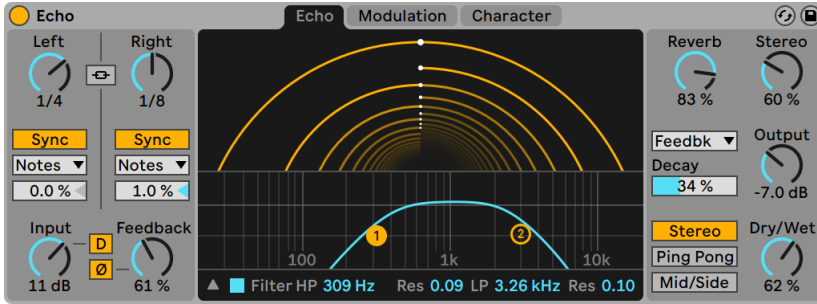 Echo
Echo Modulation Character
Left Right
1/4 1/8
Sync Sync
Notes Notes
0.0 % 1.0 %
Input Feedback
D
Ø
11 dB 61 %
1 2
100 1k 10k
Filter HP 309 Hz Res 0.09 LP 3.26 kHz Res 0.10
Reverb Stereo
83 % 60 %
Feedbk Output
Decay
34 % -7.0 dB
Stereo Dry/Wet
Ping Pong
Mid/Side 62 %